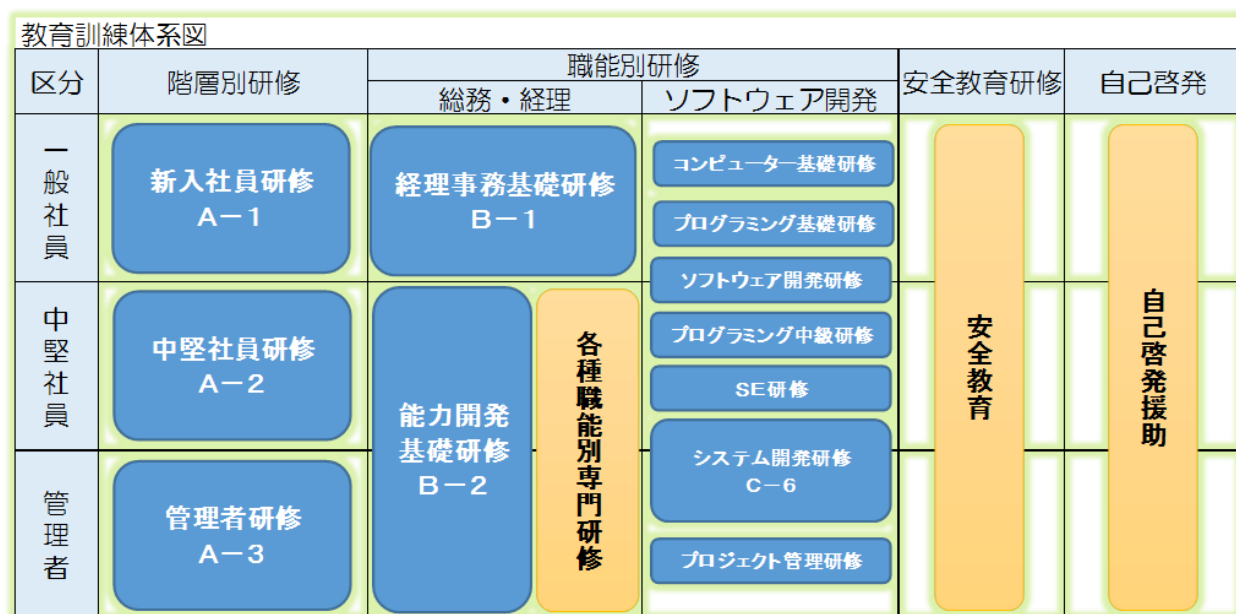 教育訓練体系図
区分
階層別研修
職能別研修
総務・経理
ソフトウェア開発
安全教育研修
自己啓発
一般社員
新入社員研修
A－1
経理事務基礎研修
B－1
コンピューター基礎研修
プログラミング基礎研修
ソフトウェア開発研修
中堅社員
中堅社員研修
A－2
能力開発
基礎研修
B－2
各種職能別専門研修
プログラミング中級研修
SE研修
システム開発研修
C－6
管理者
管理者研修
A－3
プロジェクト管理研修
安全教育
自己啓発援助